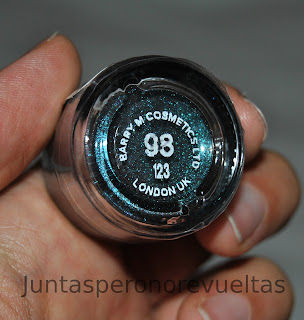 BARRY M COSMETICS LTD
98
123
LONDON UK
Juntasperonorevueltas